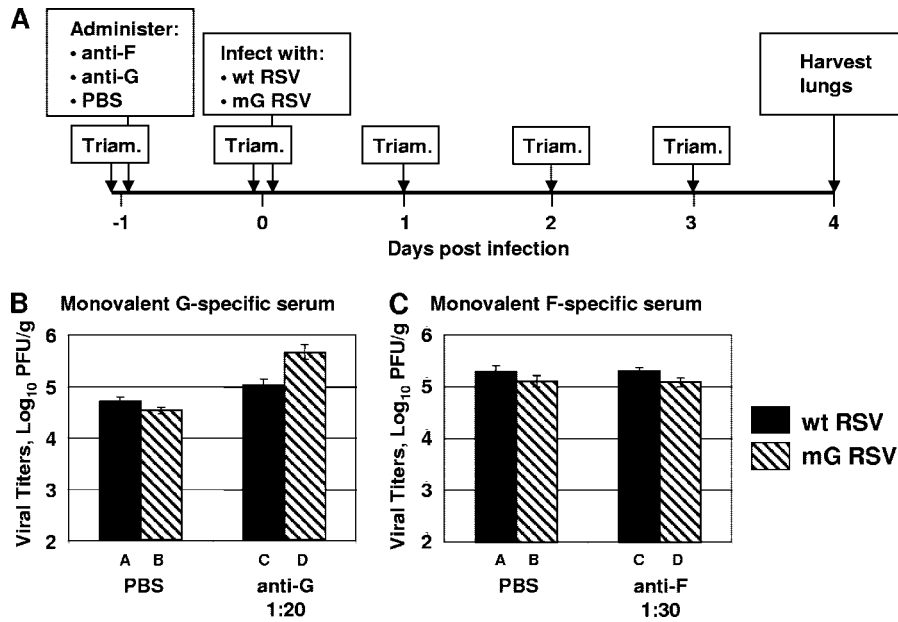 A
Administer:
• anti-F
• anti-G
• PBS
Infect with:
• wt RSV
• mG RSV
Harvest
lungs
Triam. Triam. Triam. Triam. Triam.
-1 0 1 2 3 4
Days post infection
B Monovalent G-specific serum
Viral Titers, Log10 PFU/g
6
5
4
3
2
A B C D
PBS anti-G
1:20
C Monovalent F-specific serum
Viral Titers, Log10 PFU/g
6
5
4
3
2
A B C D
PBS anti-F
1:30
wt RSV
mG RSV